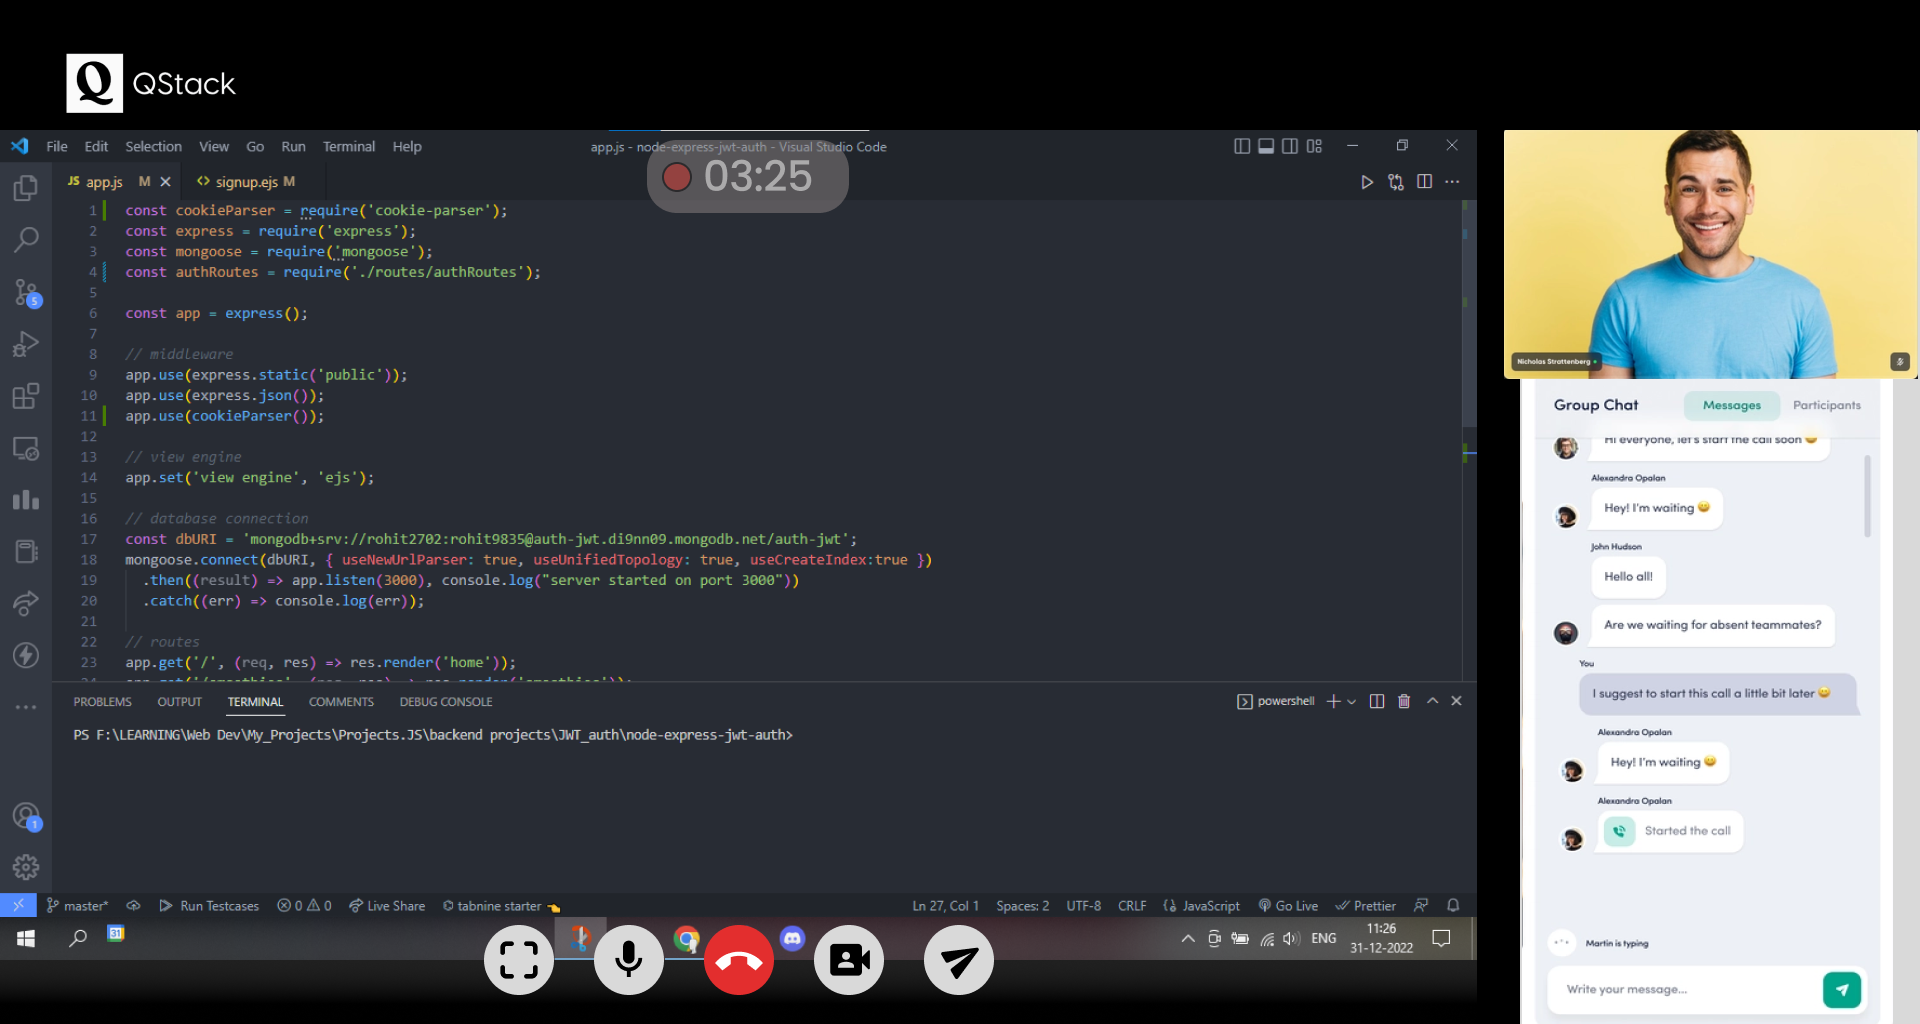 Q QStack
File Edit Selection View Go Run Terminal Help
app.js - node-express-jwt-auth - Visual Studio Code
03:25
JS app.js M
<> signup.ejs M
1 const cookieParser = require('cookie-parser');
2 const express = require('express');
3 const mongoose = require('mongoose');
4 const authRoutes = require('./routes/authRoutes');
5
6 const app = express();
7
8 // middleware
9 app.use(express.static('public'));
10 app.use(express.json());
11 app.use(cookieParser());
12
13 // view engine
14 app.set('view engine', 'ejs');
15
16 // database connection
17 const dbURI = 'mongodb+srv://rohit2702:rohit9835@auth-jwt.di9nn09.mongodb.net/auth-jwt';
18 mongoose.connect(dbURI, { useNewUrlParser: true, useUnifiedTopology: true, useCreateIndex:true })
19 .then((result) => app.listen(3000), console.log("server started on port 3000"))
20 .catch((err) => console.log(err));
21
22 // routes
23 app.get('/', (req, res) => res.render('home'));
5
1
PROBLEMS OUTPUT TERMINAL COMMENTS DEBUG CONSOLE
powershell
PS F:\LEARNING\Web Dev\My_Projects\Projects.JS\backend projects\JWT_auth\node-express-jwt-auth>
master* Run Testcases 0 0 Live Share tabnine starter
Ln 27, Col 1 Spaces: 2 UTF-8 CRLF JavaScript Go Live Prettier
31
ENG
11:26
31-12-2022
Nicholas Strattenberg
Group Chat
Messages
Participants
Hi everyone, let's start the call soon 😀
Alexandra Opalan
Hey! I'm waiting 😀
John Hudson
Hello all!
Are we waiting for absent teammates?
You
I suggest to start this call a little bit later 😀
Alexandra Opalan
Hey! I'm waiting 😀
Alexandra Opalan
Started the call
Martin is typing
Write your message...